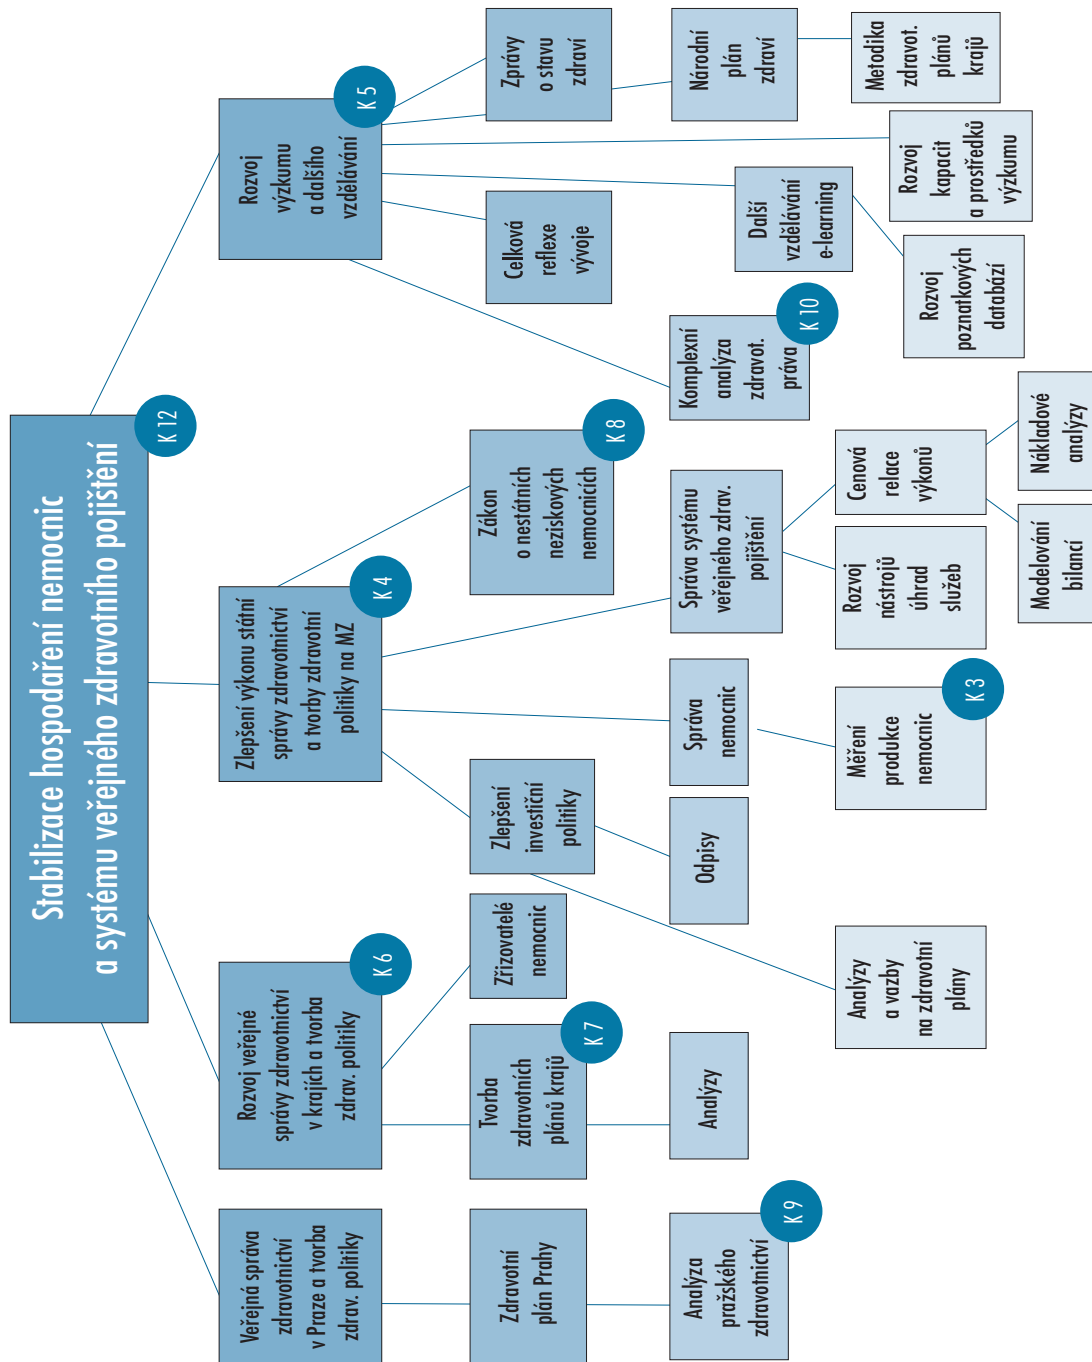 Stabilizace hospodaření nemocnic
a systému veřejného zdravotního pojištění
K 12
Veřejná správa
zdravotnictví
v Praze a tvorba
zdrav. politiky
Rozvoj veřejné
správy zdravotnictví
v krajích a tvorba
zdrav. politiky
K 6
Zlepšení výkonu státní
správy zdravotnictví
a tvorby zdravotní
politiky na MZ
K 4
Rozvoj
výzkumu
a dalšího
vzdělávání
K 5
Zdravotní
plán Prahy
Tvorba
zdravotních
plánů krajů
K 7
Zřizovatelé
nemocnic
Zlepšení
investiční
politiky
Zákon
o nestátních
neziskových
nemocnicích
K 8
Celková
reflexe
vývoje
Zprávy
o stavu
zdraví
Analýza
pražského
zdravotnictví
K 9
Analýzy
Odpisy
Správa
nemocnic
Správa systému
veřejného zdrav.
pojištění
Komplexní
analýza
zdravot.
práva
K 10
Další
vzdělávání
e-learning
Národní
plán
zdraví
Analýzy
a vazby
na zdravotní
plány
Měření
produkce
nemocnic
K 3
Rozvoj
nástrojů
úhrad
služeb
Cenová
relace
výkonů
Rozvoj
poznatkových
databází
Rozvoj
kapacit
a prostředků
výzkumu
Metodika
zdravot.
plánů
krajů
Modelování
bilancí
Nákladové
analýzy